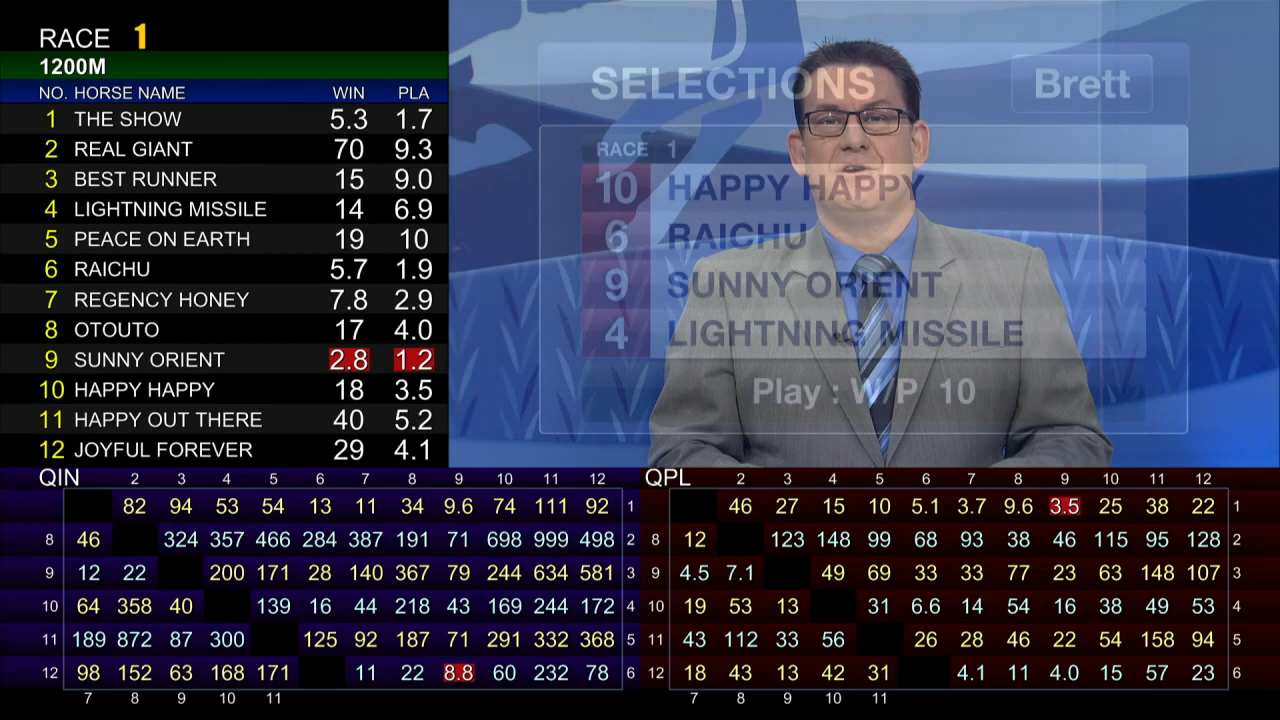 RACE 1
1200M
NO. HORSE NAME WIN PLA
1 THE SHOW 5.3 1.7
2 REAL GIANT 70 9.3
3 BEST RUNNER 15 9.0
4 LIGHTNING MISSILE 14 6.9
5 PEACE ON EARTH 19 10
6 RAICHU 5.7 1.9
7 REGENCY HONEY 7.8 2.9
8 OTOUTO 17 4.0
9 SUNNY ORIENT 2.8 1.2
10 HAPPY HAPPY 18 3.5
11 HAPPY OUT THERE 40 5.2
12 JOYFUL FOREVER 29 4.1
SELECTIONS Brett
RACE 1
10 HAPPY HAPPY
6 RAICHU
9 SUNNY ORIENT
4 LIGHTNING MISSILE
Play : W/P 10
QIN 2 3 4 5 6 7 8 9 10 11 12
82 94 53 54 13 11 34 9.6 74 111 92 1
8 46 324 357 466 284 387 191 71 698 999 498 2
9 12 22 200 171 28 140 367 79 244 634 581 3
10 64 358 40 139 16 44 218 43 169 244 172 4
11 189 872 87 300 125 92 187 71 291 332 368 5
12 98 152 63 168 171 11 22 8.8 60 232 78 6
7 8 9 10 11
QPL 2 3 4 5 6 7 8 9 10 11 12
46 27 15 10 5.1 3.7 9.6 3.5 25 38 22 1
8 12 123 148 99 68 93 38 46 115 95 128 2
9 4.5 7.1 49 69 33 33 77 23 63 148 107 3
10 19 53 13 31 6.6 14 54 16 38 49 53 4
11 43 112 33 56 26 28 46 22 54 158 94 5
12 18 43 13 42 31 4.1 11 4.0 15 57 23 6
7 8 9 10 11